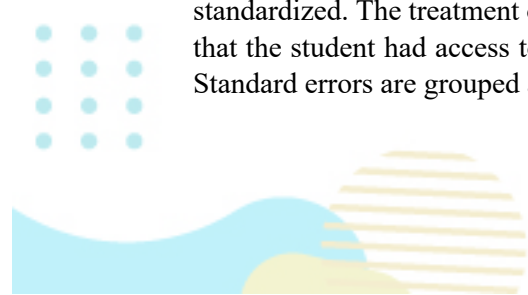 standardized. The treatment
that the student had access
Standard errors are grouped